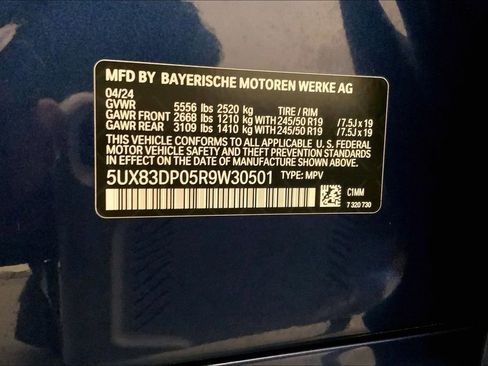 MFD BY BAYERISCHE MOTOREN WERKE AG
04/24
GVWR 5556 lbs 2520 kg TIRE / RIM
GAWR FRONT 2668 lbs 1210 kg WITH 245/50 R19 / 7.5J x 19
GAWR REAR 3109 lbs 1410 kg WITH 245/50 R19 / 7.5J x 19
THIS VEHICLE CONFORMS TO ALL APPLICABLE U. S. FEDERAL
MOTOR VEHICLE SAFETY AND THEFT PREVENTION STANDARDS
IN EFFECT ON THE DATE OF MANUFACTURE SHOWN ABOVE.
5UX83DP05R9W30501 TYPE: MPV
C1MM
7 320 730